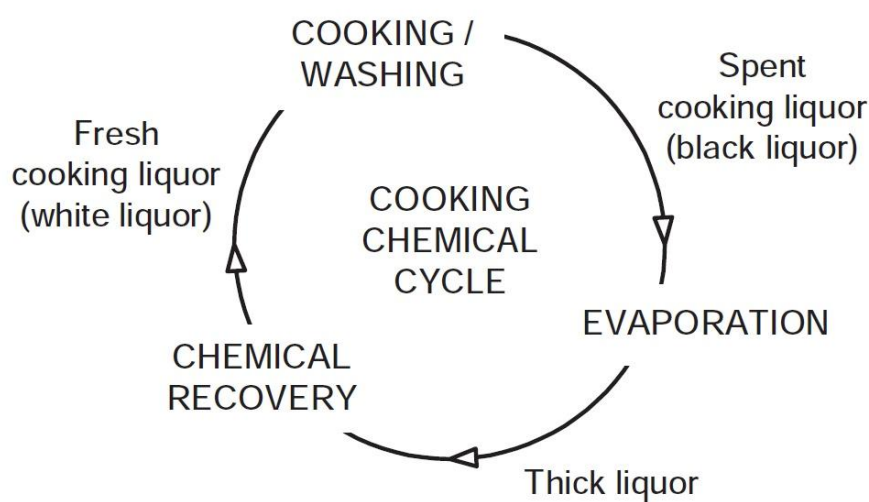 COOKING /
WASHING
Spent
cooking liquor
(black liquor)
Fresh
cooking liquor
(white liquor)
COOKING
CHEMICAL
CYCLE
EVAPORATION
CHEMICAL
RECOVERY
Thick liquor